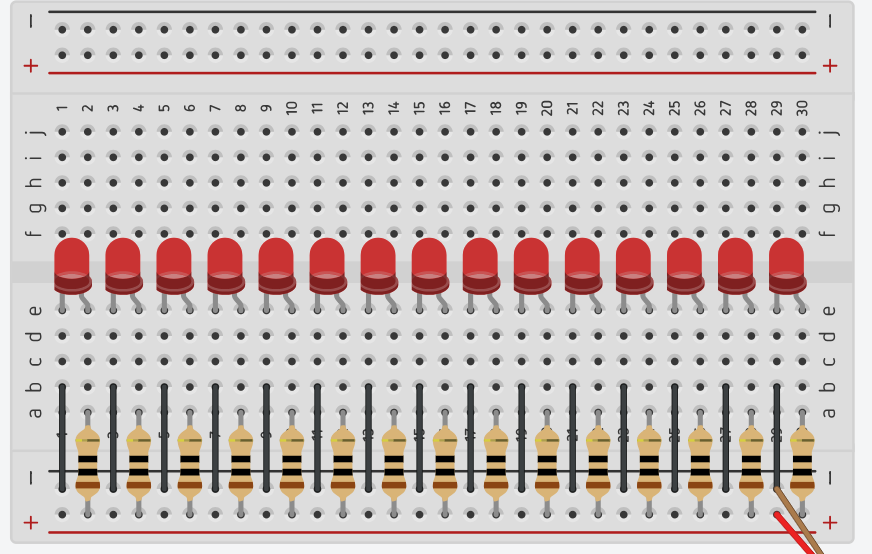 − −
+ +
1 2 3 4 5 6 7 8 9 10 11 12 13 14 15 16 17 18 19 20 21 22 23 24 25 26 27 28 29 30
j j
i i
h h
g g
f f
e e
d d
c c
b b
a a
− −
+ +